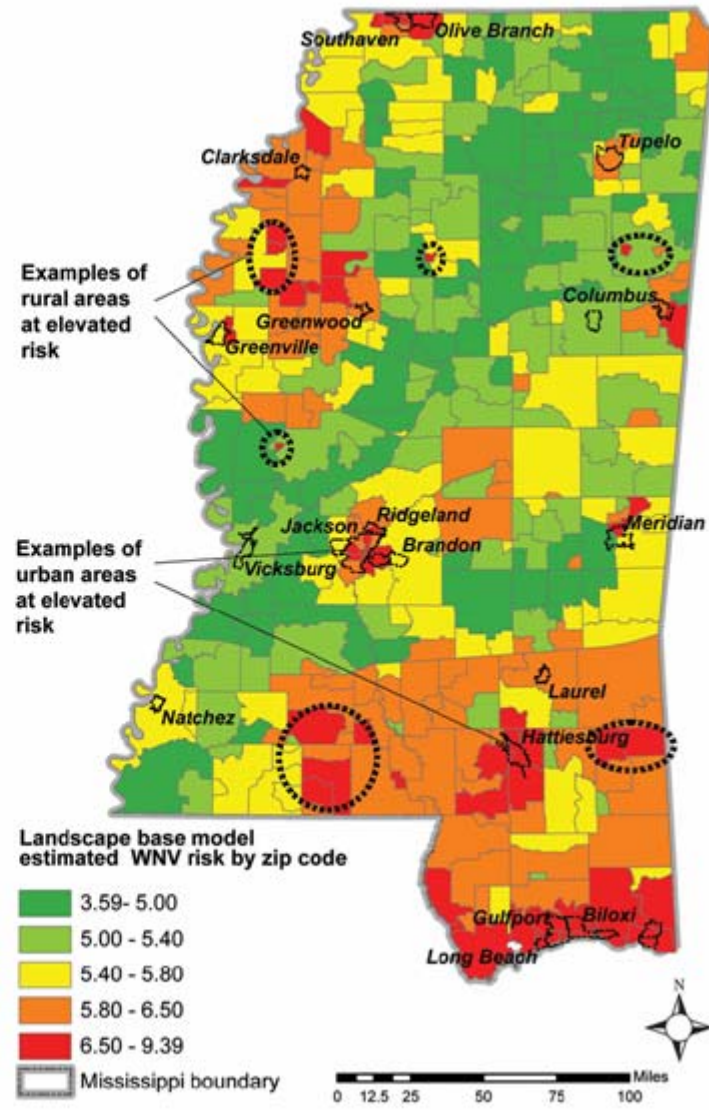 Southaven
Olive Branch
Clarksdale
Tupelo
Examples of
rural areas
at elevated
risk
Columbus
Greenwood
Greenville
Jackson
Ridgeland
Meridian
Examples of
urban areas
at elevated
risk
Brandon
Vicksburg
Laurel
Natchez
Hattiesburg
Landscape base model
estimated WNV risk by zip code
3.59- 5.00
5.00 - 5.40
5.40 - 5.80
5.80 - 6.50
6.50 - 9.39
Mississippi boundary
Gulfport
Biloxi
Long Beach
N
Miles
0 12.5 25 50 75 100